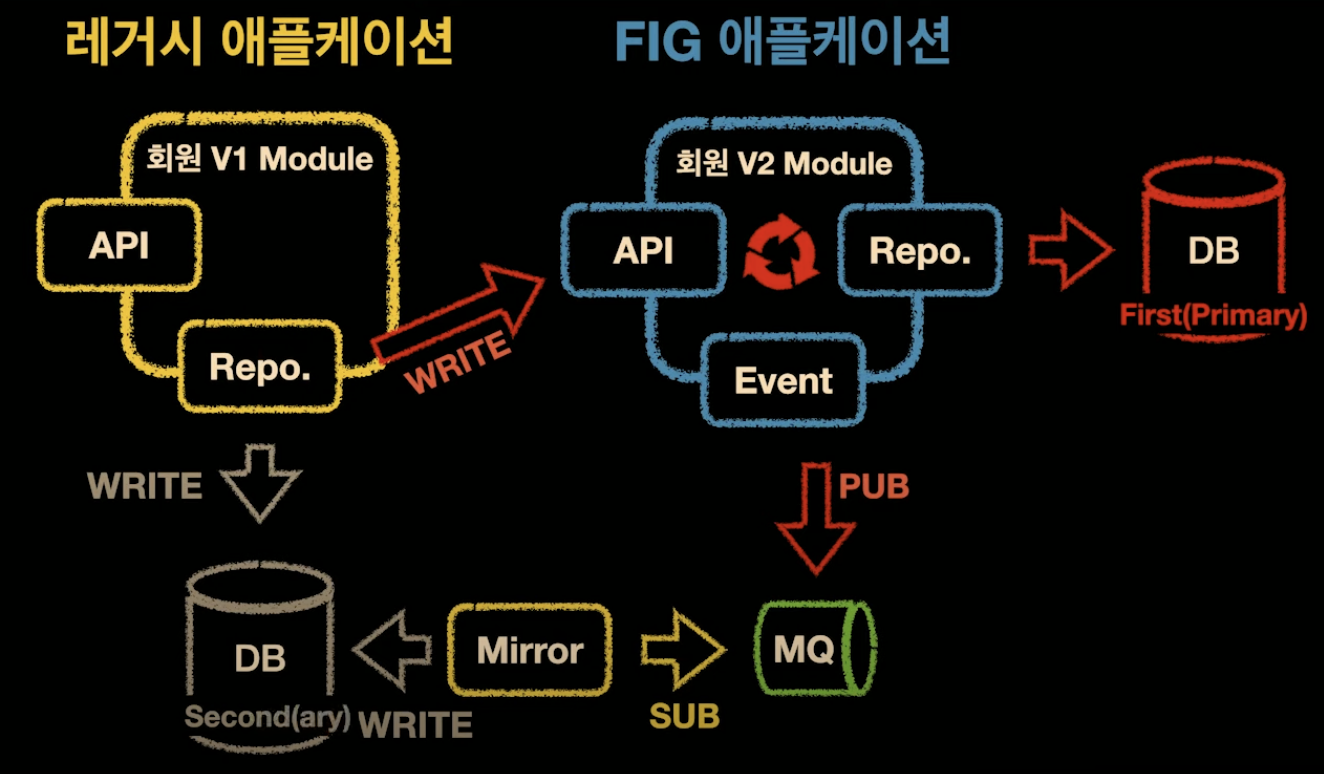 레거시 애플케이션
FIG 애플케이션
회원 V1 Module
API
Repo.
WRITE
회원 V2 Module
API
Repo.
Event
DB
First(Primary)
WRITE
PUB
DB
Second(ary)
WRITE
Mirror
SUB
MQ